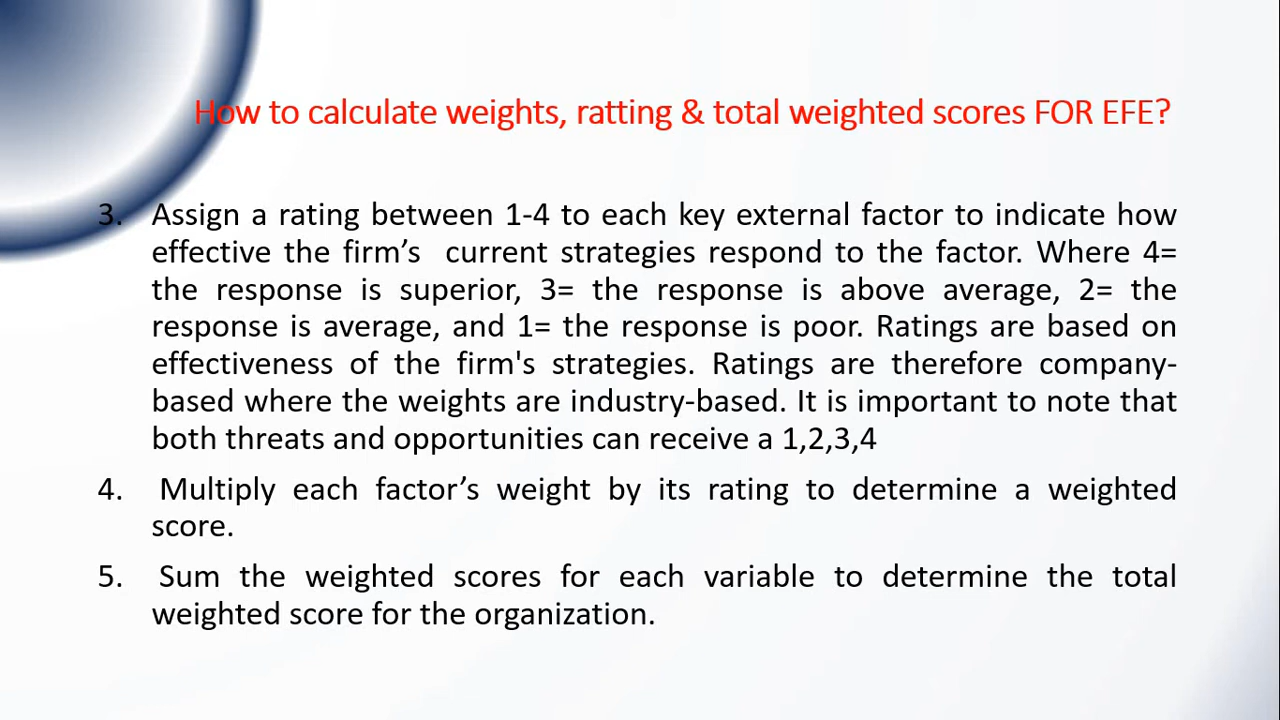 How to calculate weights, ratting & total weighted scores FOR EFE?
3. Assign a rating between 1-4 to each key external factor to indicate how
effective the firm’s current strategies respond to the factor. Where 4=
the response is superior, 3= the response is above average, 2= the
response is average, and 1= the response is poor. Ratings are based on
effectiveness of the firm's strategies. Ratings are therefore company-
based where the weights are industry-based. It is important to note that
both threats and opportunities can receive a 1,2,3,4
4. Multiply each factor’s weight by its rating to determine a weighted
score.
5. Sum the weighted scores for each variable to determine the total
weighted score for the organization.